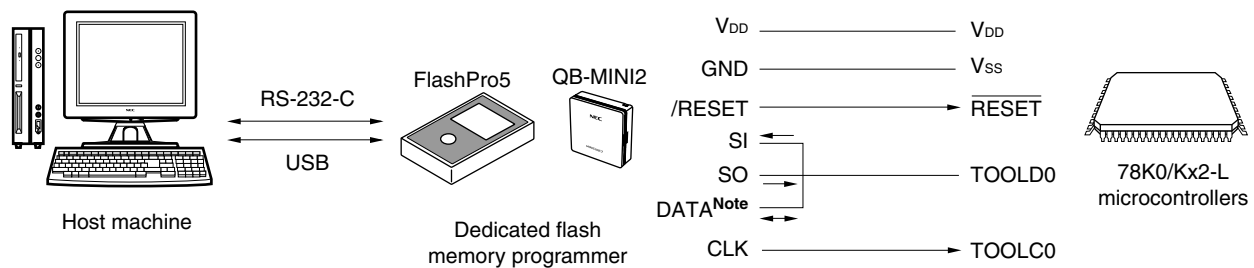 RS-232-C
USB
Host machine
FlashPro5
QB-MINI2
NEC
Dedicated flash
memory programmer
VDD
VDD
GND
VSS
/RESET
RESET
SI
SO
TOOLD0
DATANote
CLK
TOOLC0
78K0/Kx2-L
microcontrollers